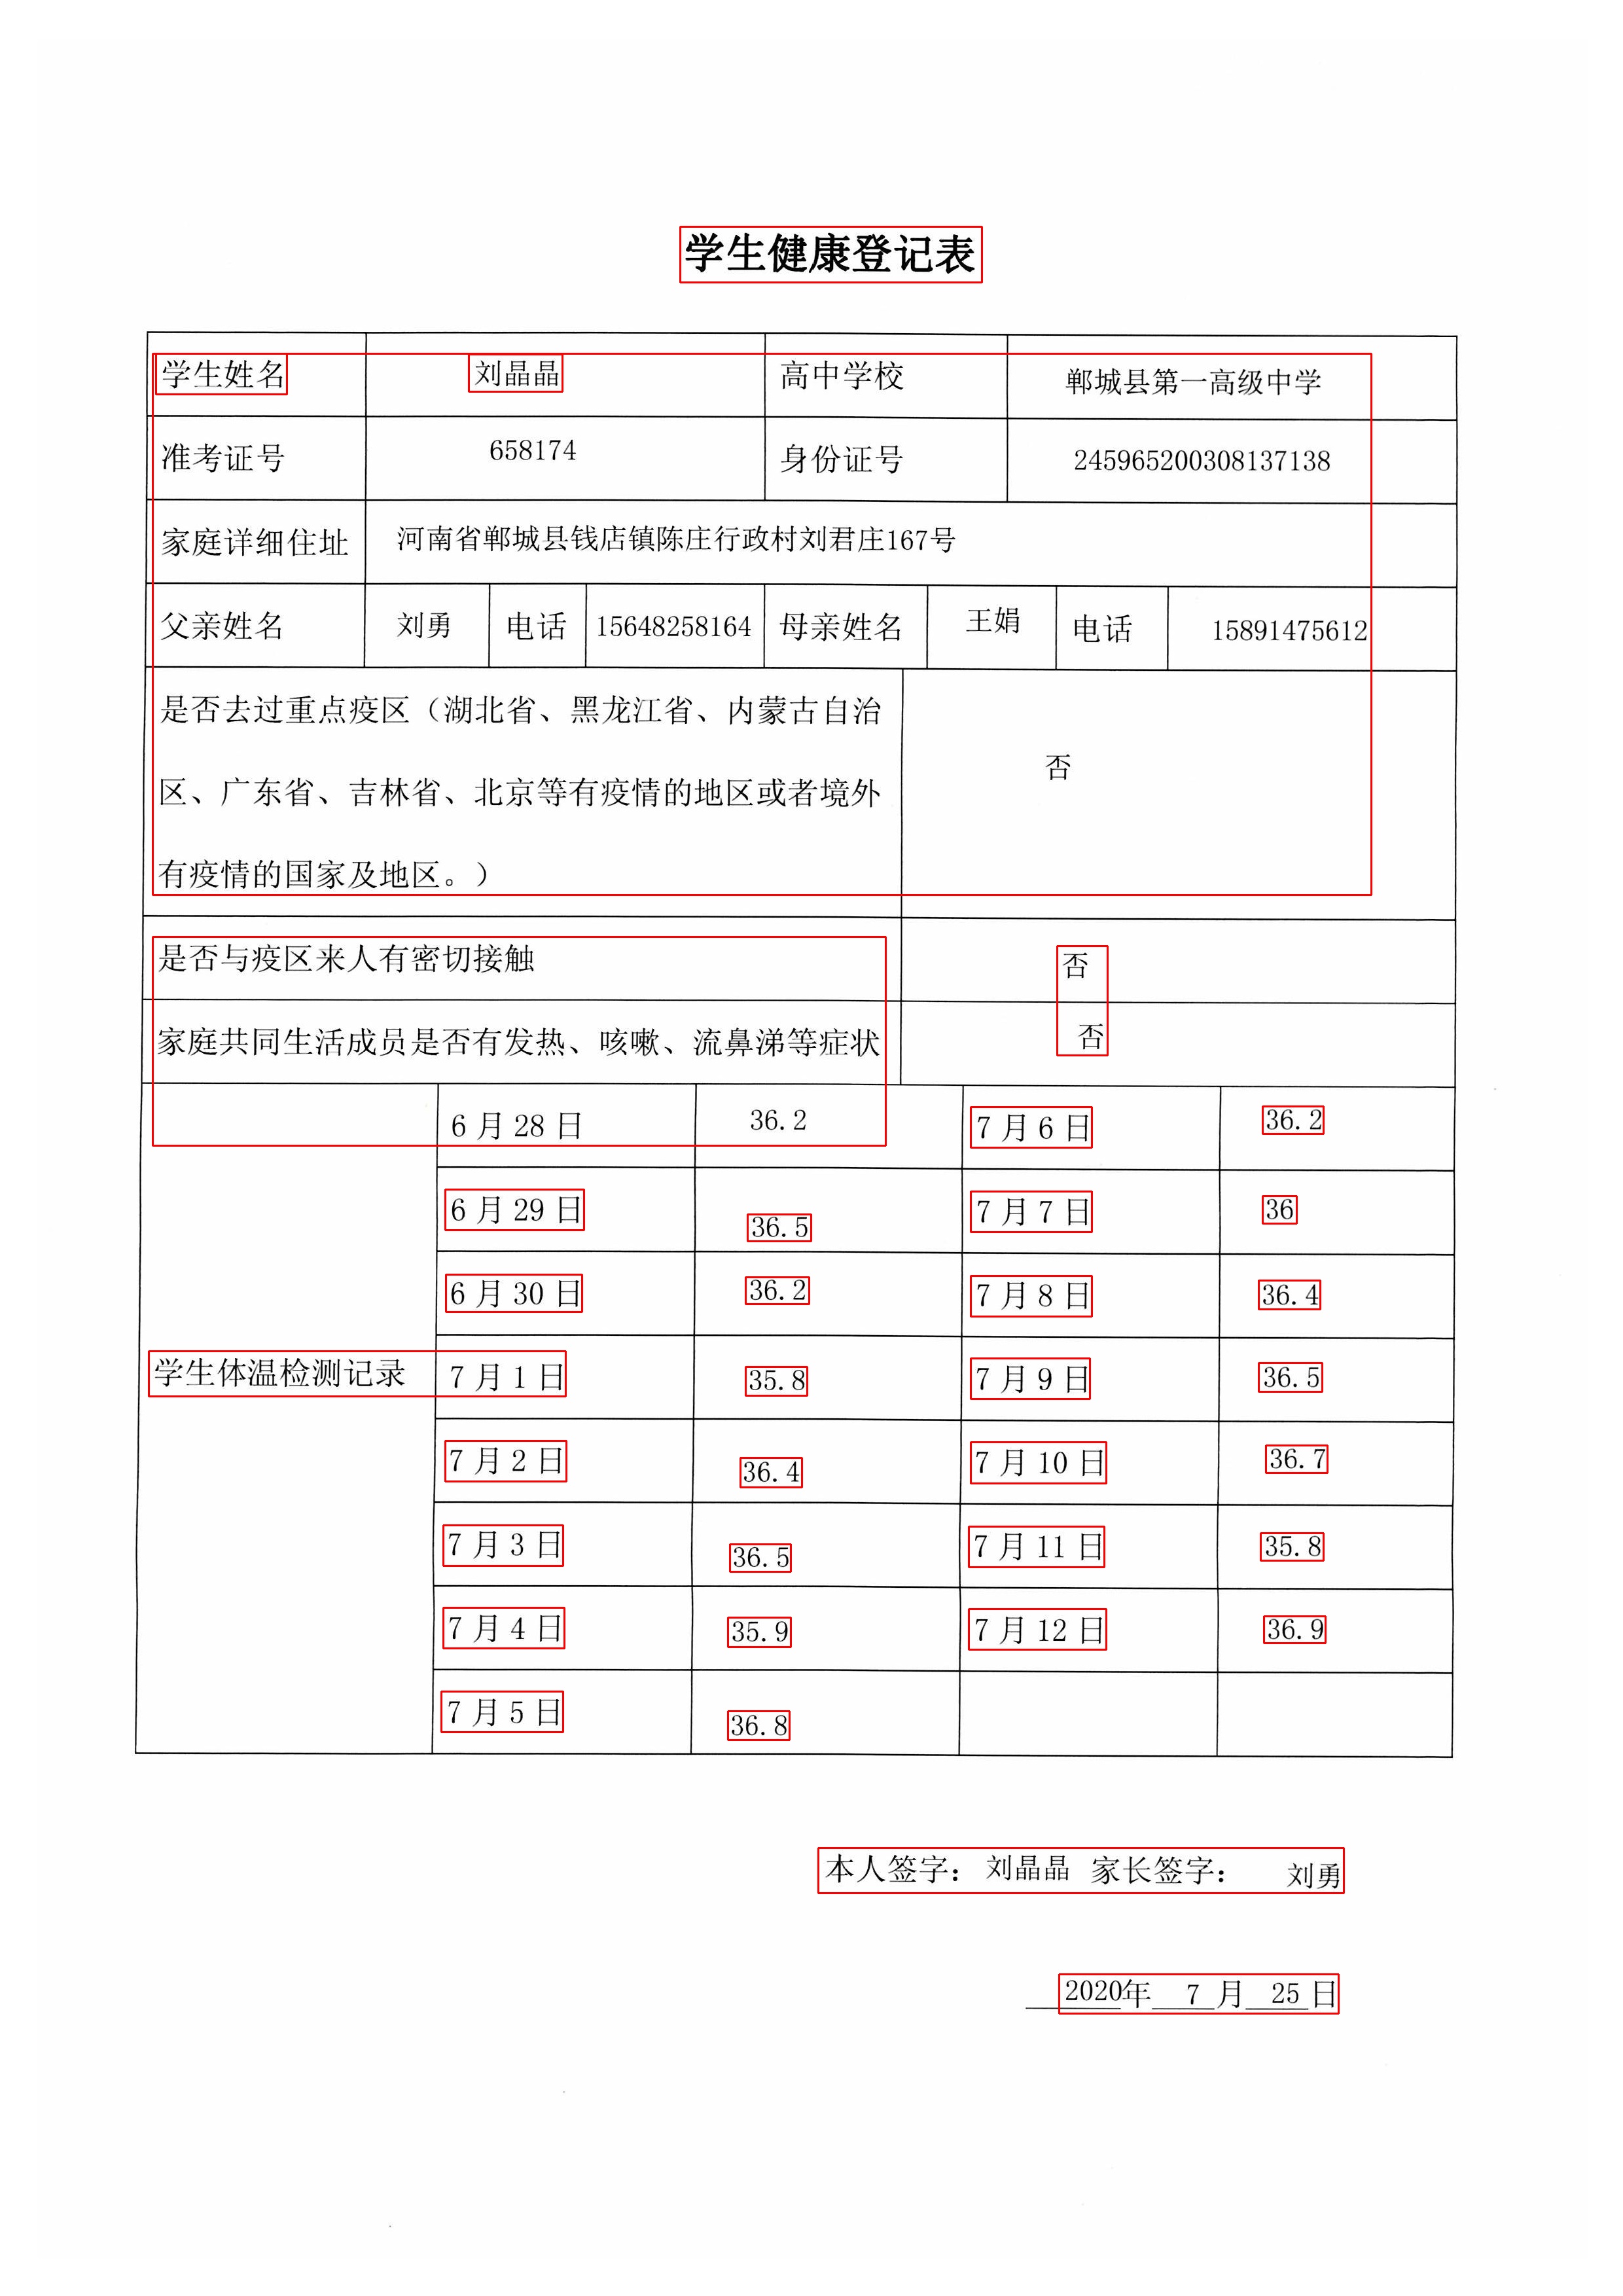 学生健康登记表
学生姓名 刘晶晶 高中学校 郸城县第一高级中学
准考证号 658174 身份证号 245965200308137138
家庭详细住址 河南省郸城县钱店镇陈庄行政村刘君庄167号
父亲姓名 刘勇 电话 15648258164 母亲姓名 王娟 电话 15891475612
是否去过重点疫区（湖北省、黑龙江省、内蒙古自治
区、广东省、吉林省、北京等有疫情的地区或者境外
有疫情的国家及地区。）
否
是否与疫区来人有密切接触 否
家庭共同生活成员是否有发热、咳嗽、流鼻涕等症状 否
学生体温检测记录
6月28日 36.2 7月6日 36.2
6月29日 36.5 7月7日 36
6月30日 36.2 7月8日 36.4
7月1日 35.8 7月9日 36.5
7月2日 36.4 7月10日 36.7
7月3日 36.5 7月11日 35.8
7月4日 35.9 7月12日 36.9
7月5日 36.8
本人签字：刘晶晶 家长签字：刘勇
2020年 7 月 25 日